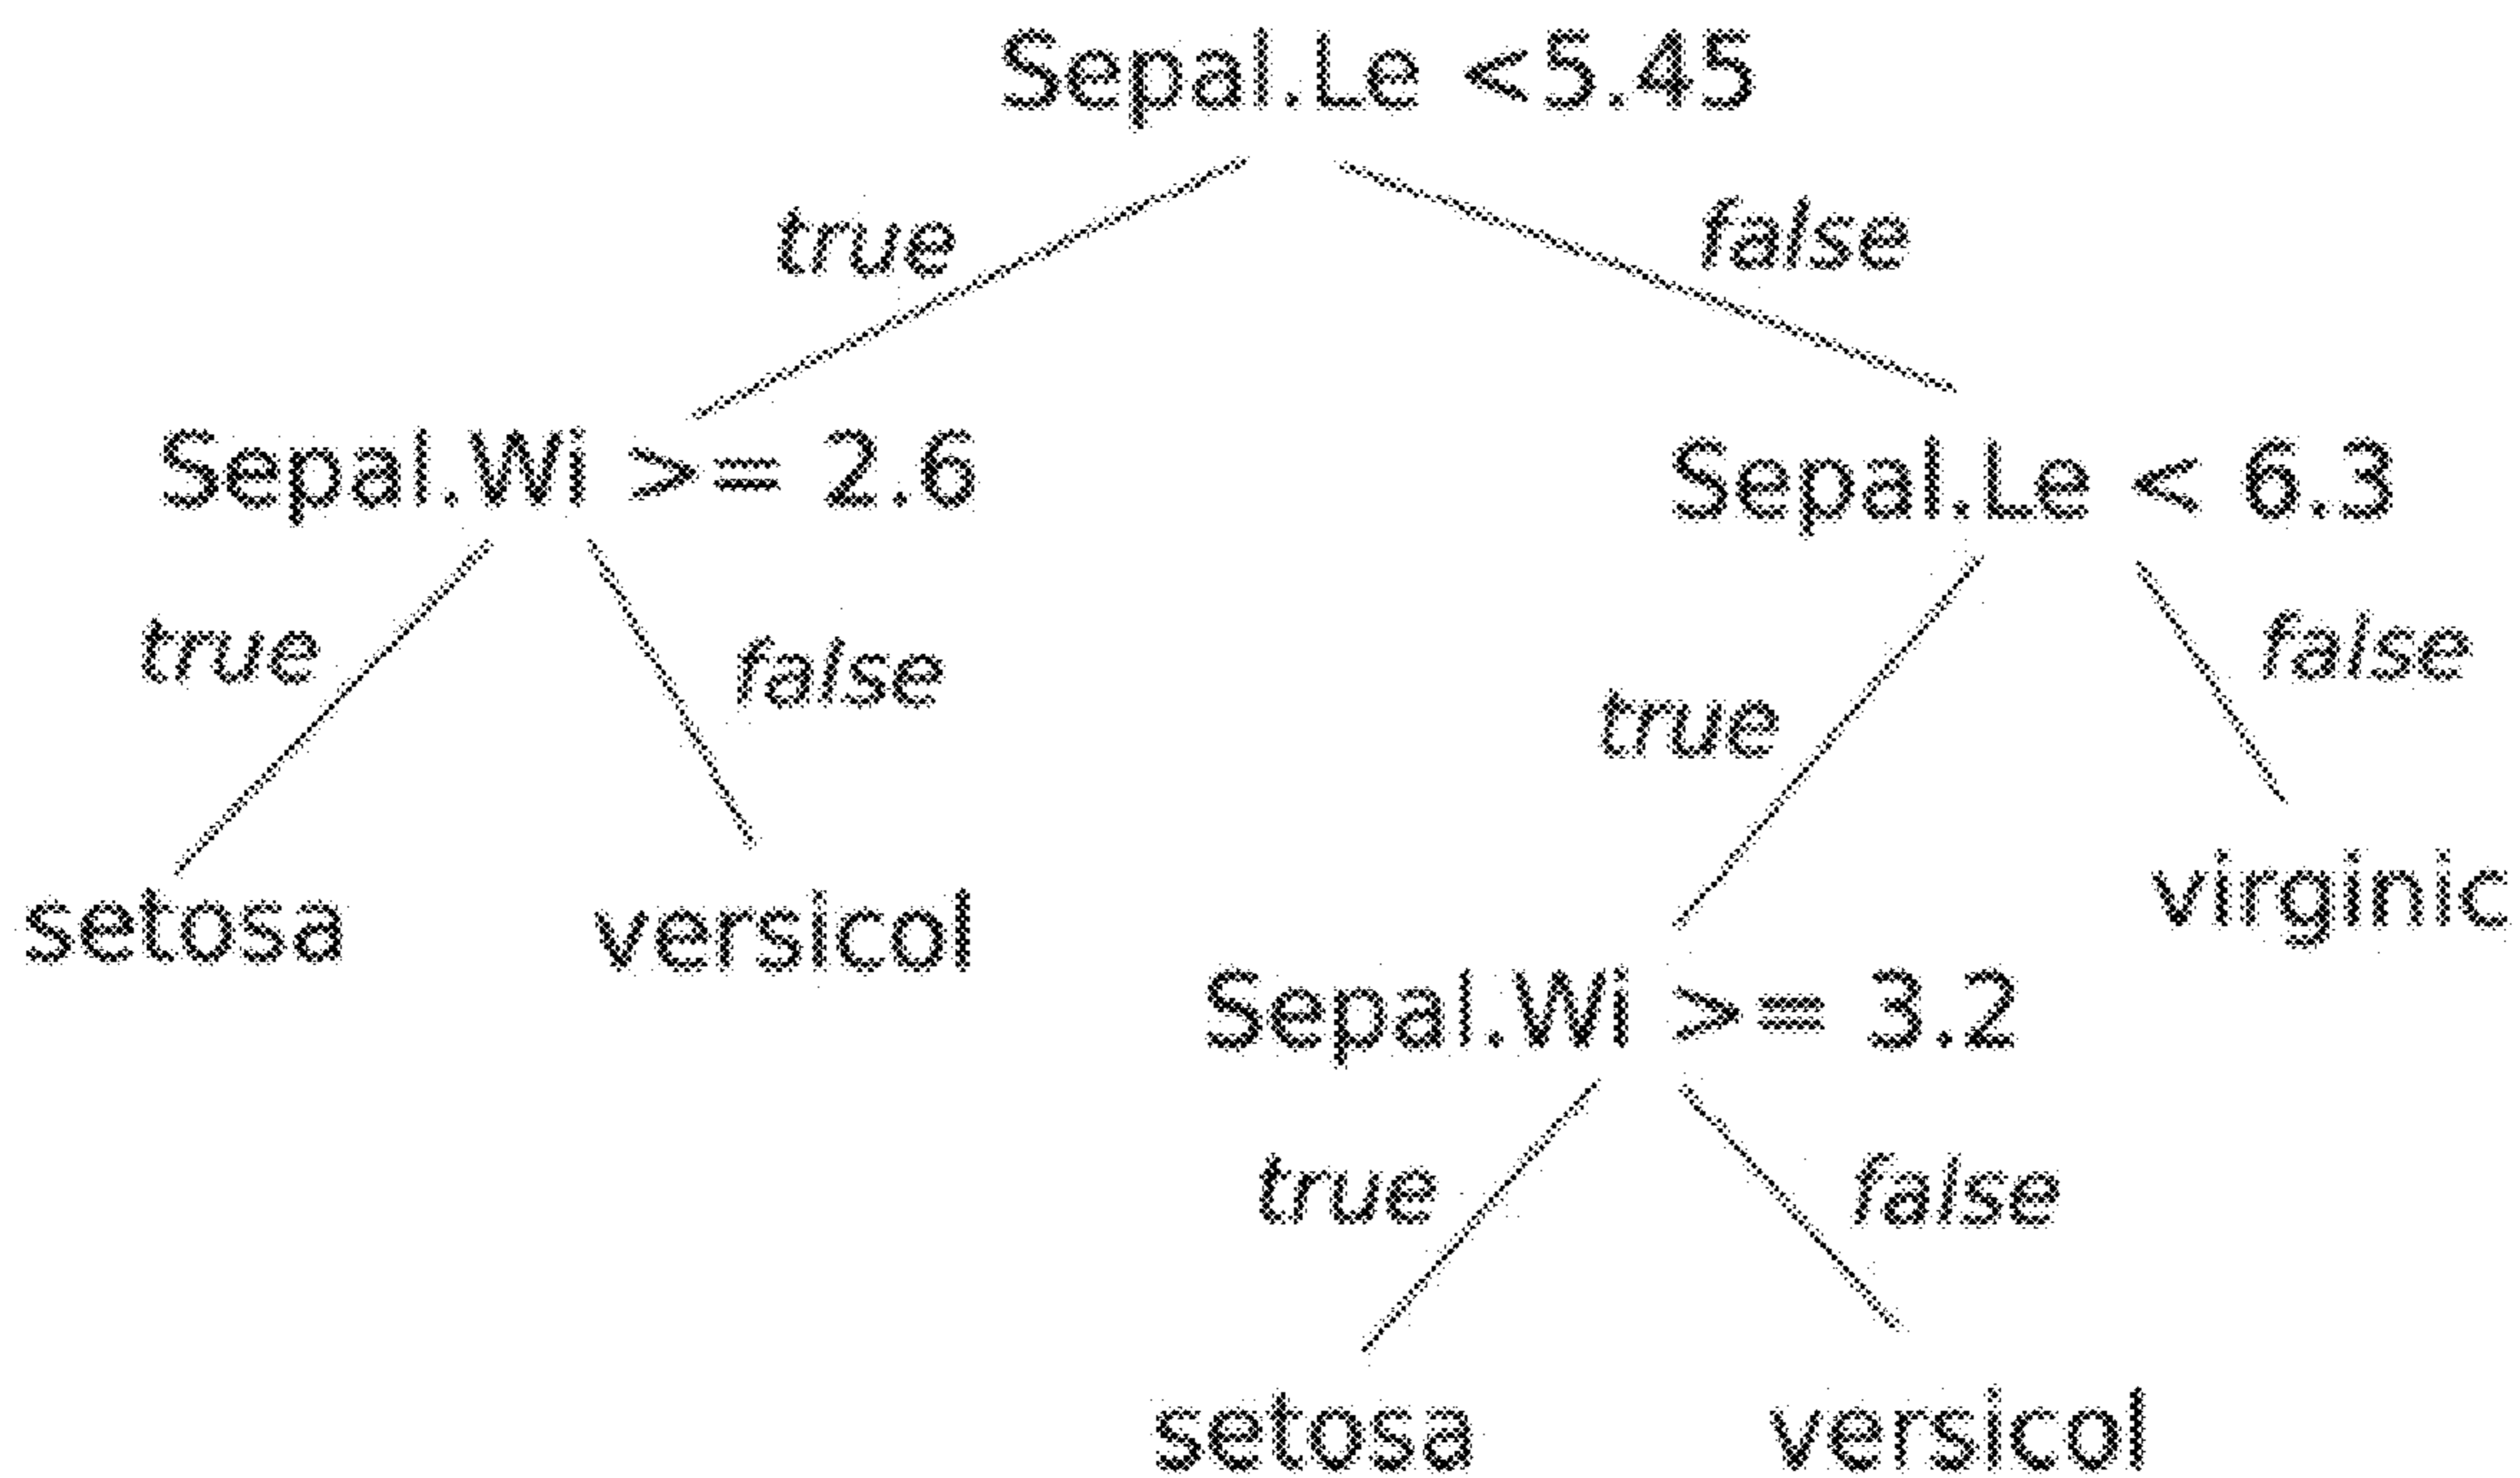 Sepal.Le <5.45
true
false
Sepal.Wi >= 2.6
Sepal.Le < 6.3
true
false
true
false
setosa
versicol
virginic
Sepal.Wi >= 3.2
true
false
setosa
versicol